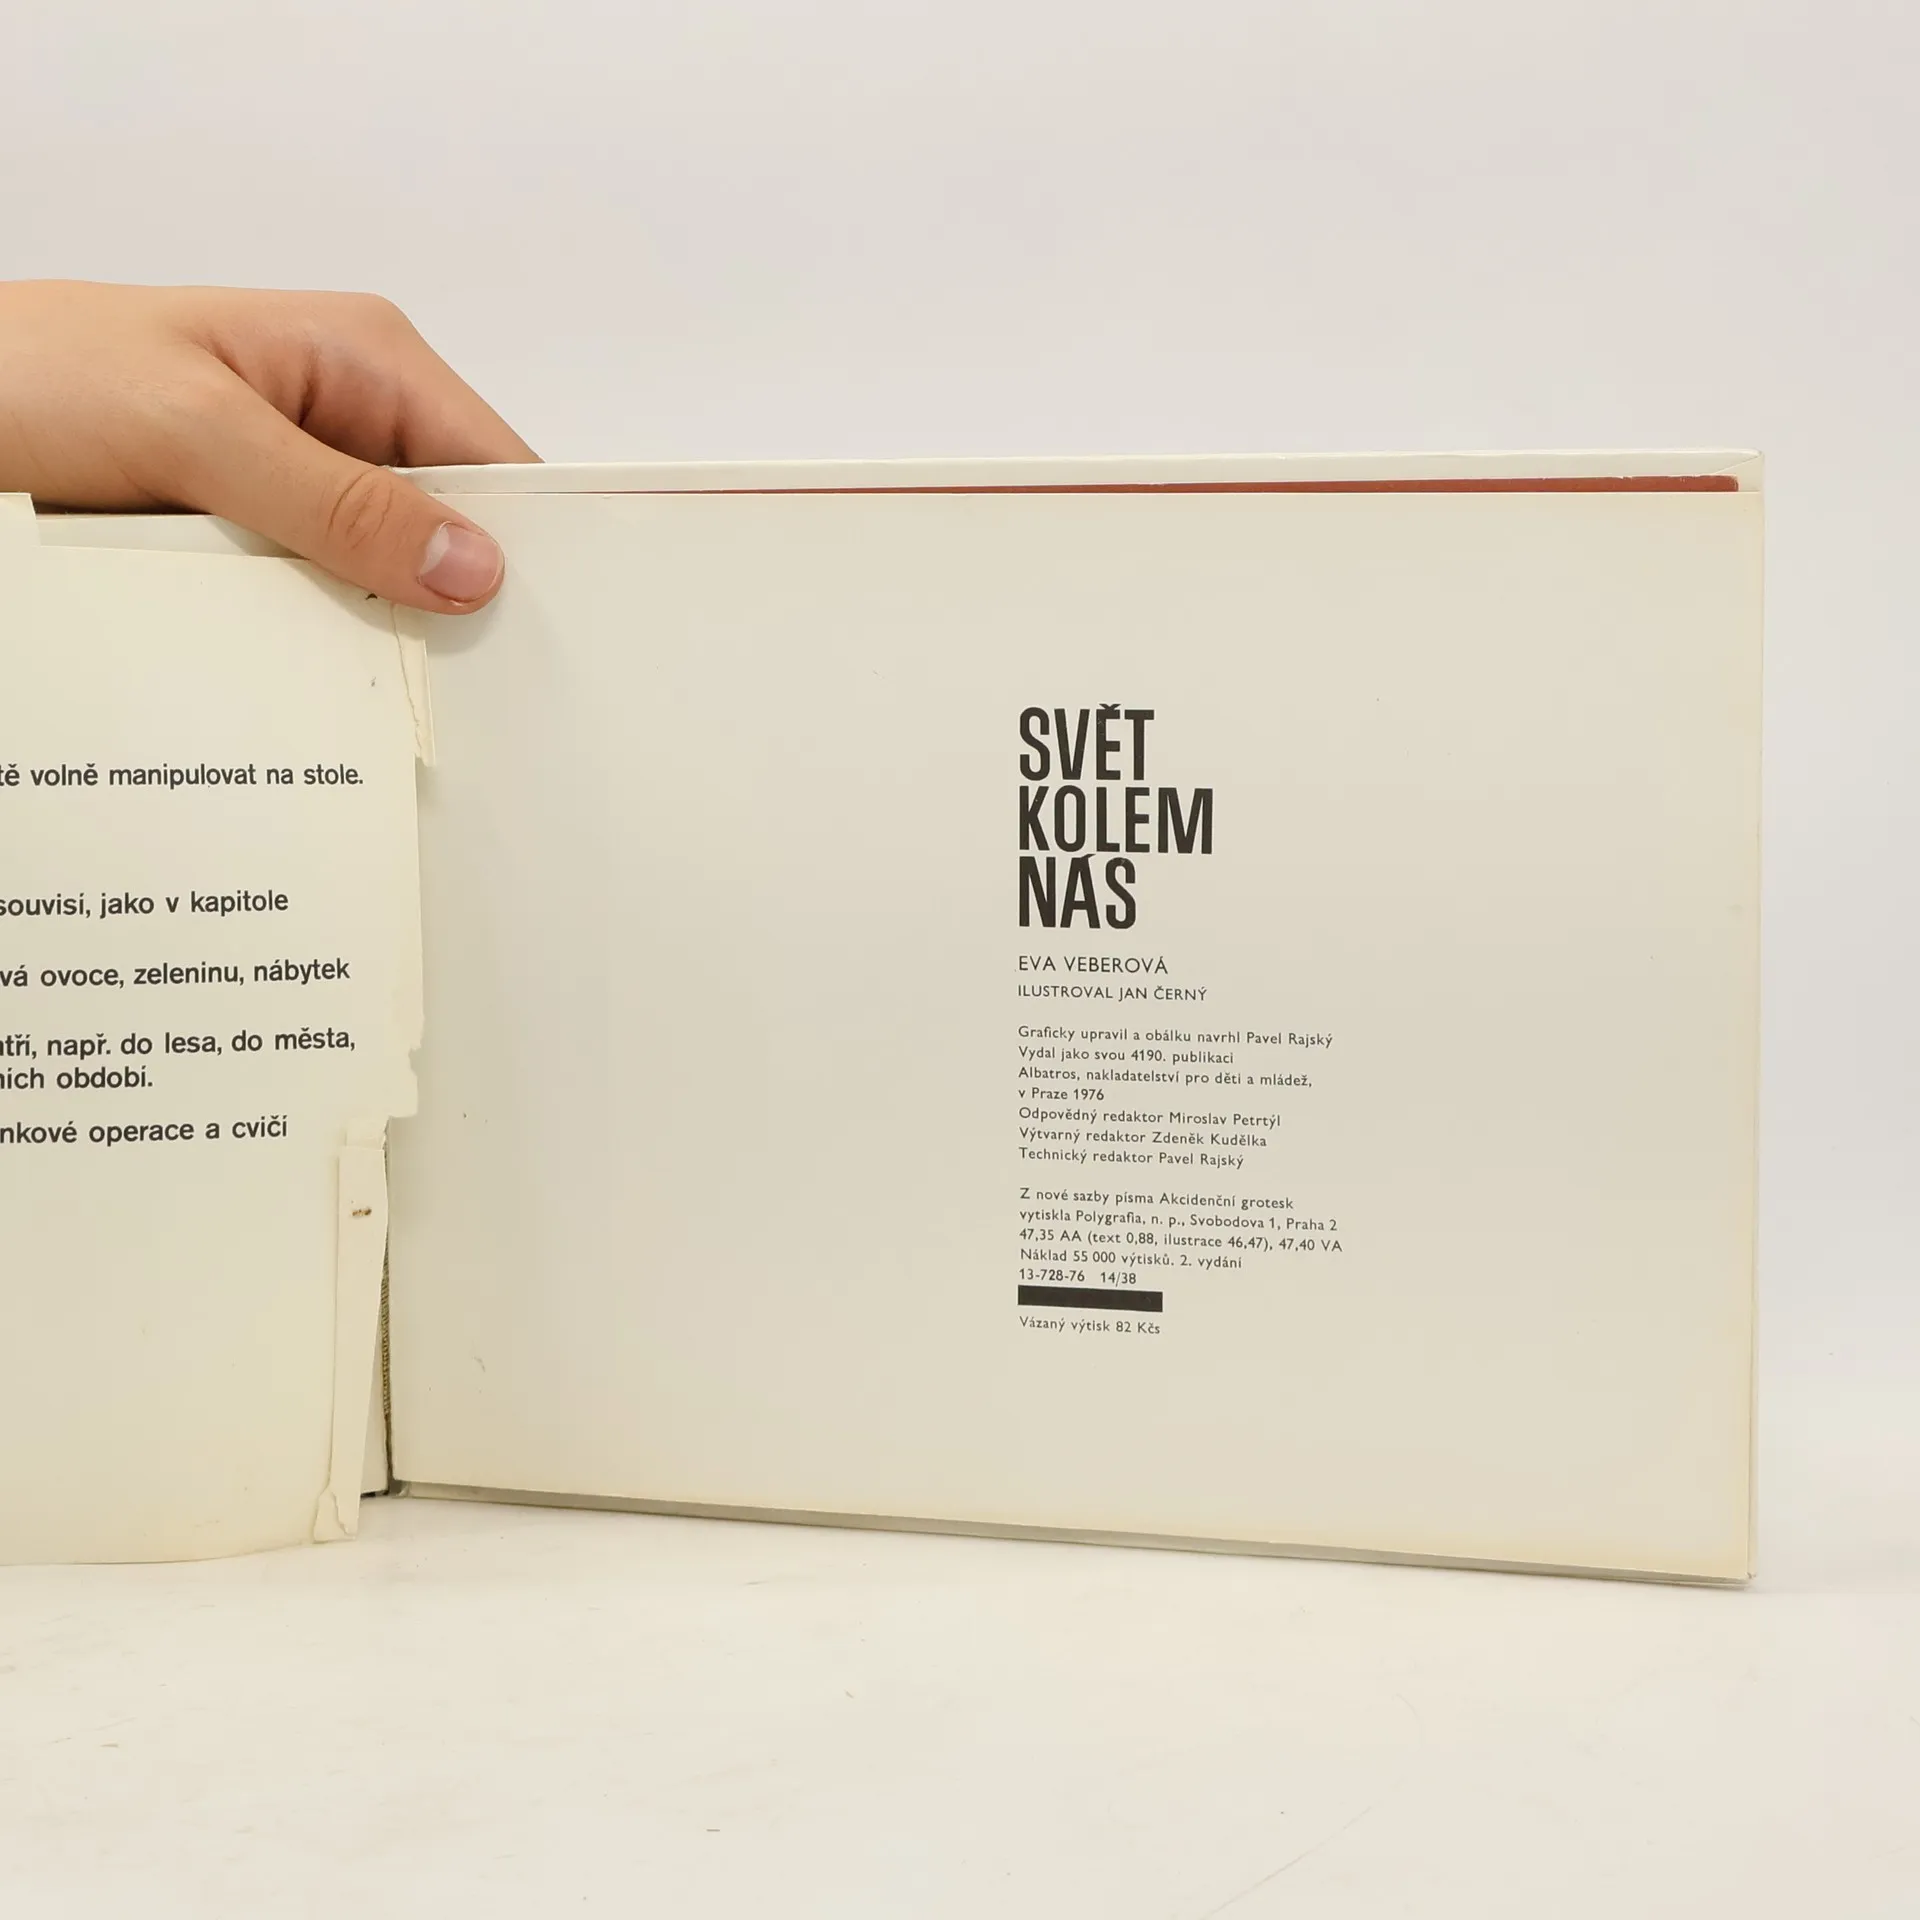 tě volně manipulovat na stole.
souvisí, jako v kapitole
vá ovoce, zeleninu, nábytek
tří, např. do lesa, do města,
ních období.
nkové operace a cvičí
SVĚT
KOLEM
NÁS
EVA VEBEROVÁ
ILUSTROVAL JAN ČERNÝ
Graficky upravil a obálku navrhl Pavel Rajský
Vydal jako svou 4190. publikaci
Albatros, nakladatelství pro děti a mládež,
v Praze 1976
Odpovědný redaktor Miroslav Petrtýl
Výtvarný redaktor Zdeněk Kudělka
Technický redaktor Pavel Rajský
Z nové sazby písma Akcidenční grotesk
vytiskla Polygrafia, n. p., Svobodova 1, Praha 2
47,35 AA (text 0,88, ilustrace 46,47), 47,40 VA
Náklad 55 000 výtisků. 2. vydání
13-728-76 14/38
Vázaný výtisk 82 Kčs